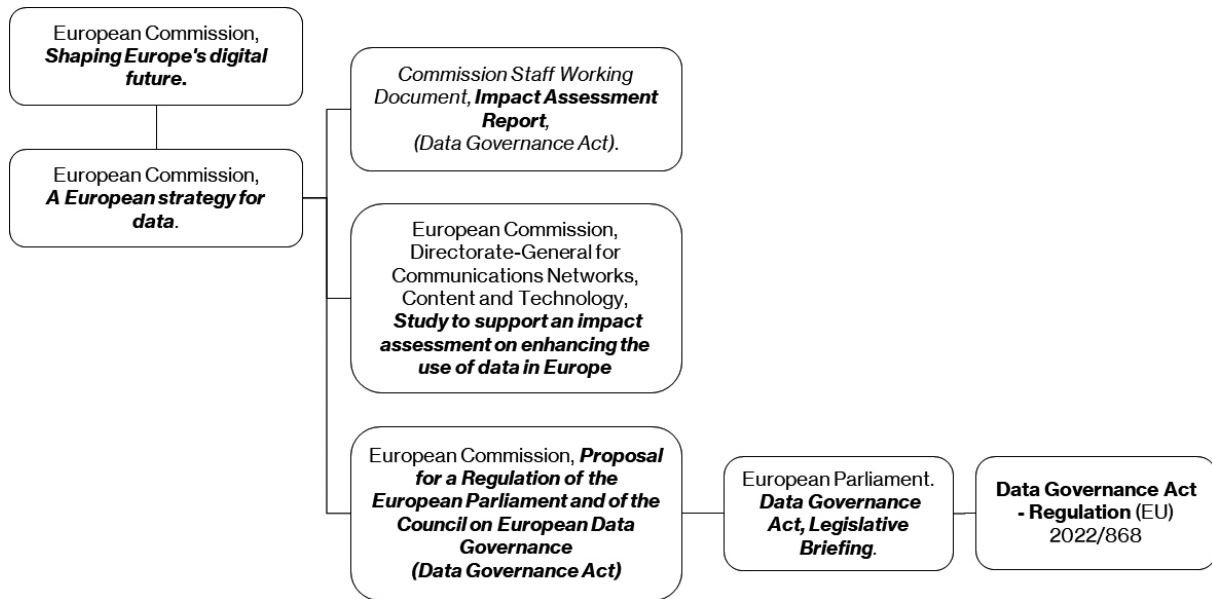 European Commission,
Shaping Europe's digital
future.
European Commission,
A European strategy for
data.
Commission Staff Working
Document, Impact Assessment
Report,
(Data Governance Act).
European Commission,
Directorate-General for
Communications Networks,
Content and Technology,
Study to support an impact
assessment on enhancing the
use of data in Europe
European Commission, Proposal
for a Regulation of the
European Parliament and of the
Council on European Data
Governance
(Data Governance Act)
European Parliament.
Data Governance
Act, Legislative
Briefing.
Data Governance Act
- Regulation (EU)
2022/868